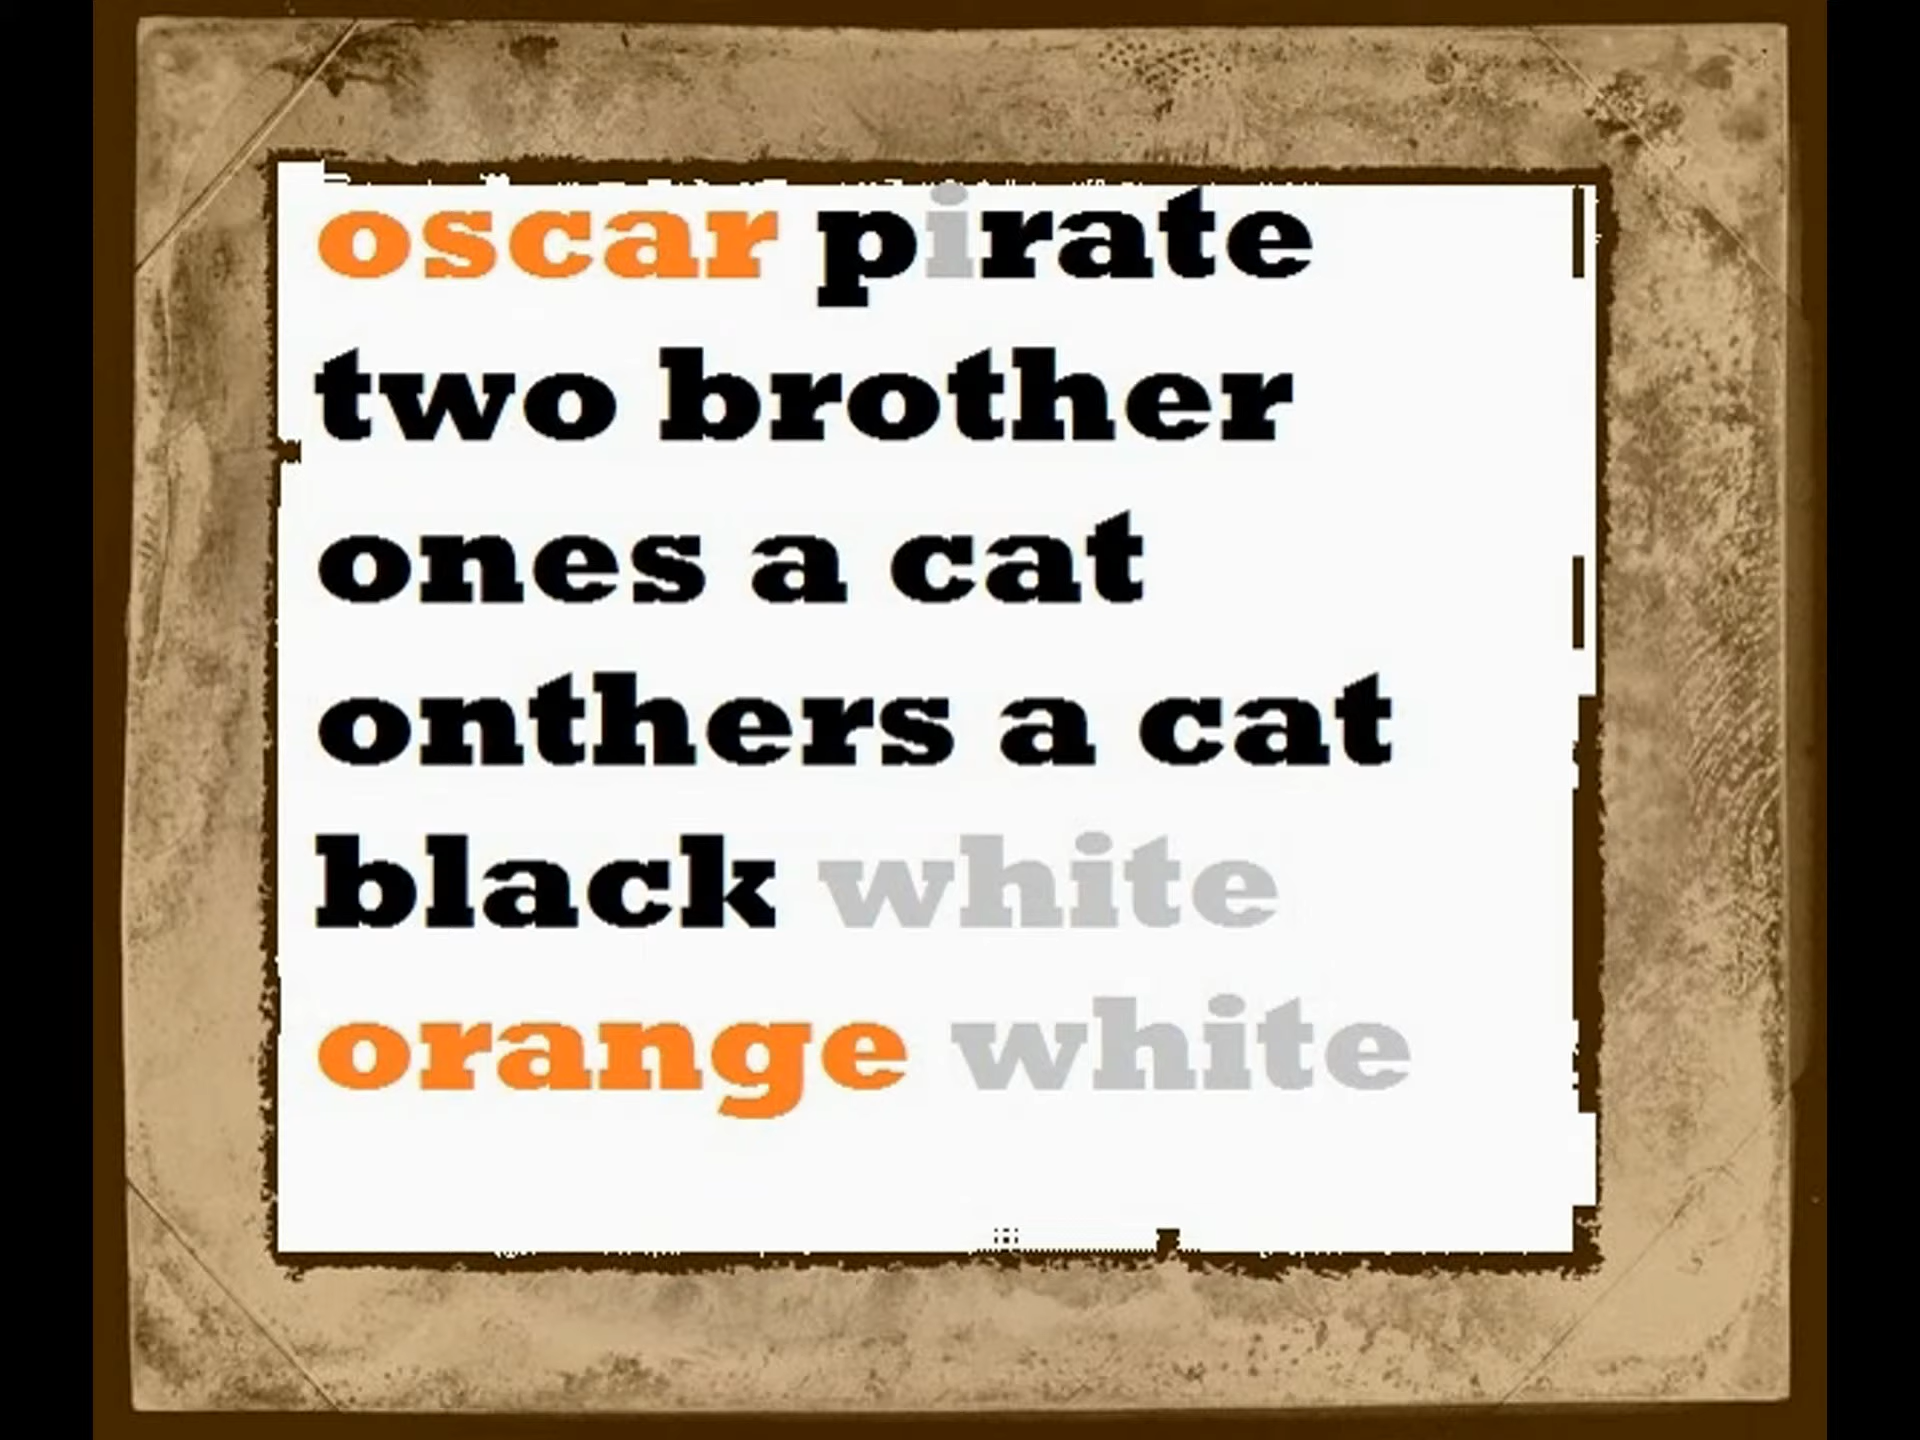 oscar pirate
two brother
ones a cat
onthers a cat
black white
orange white